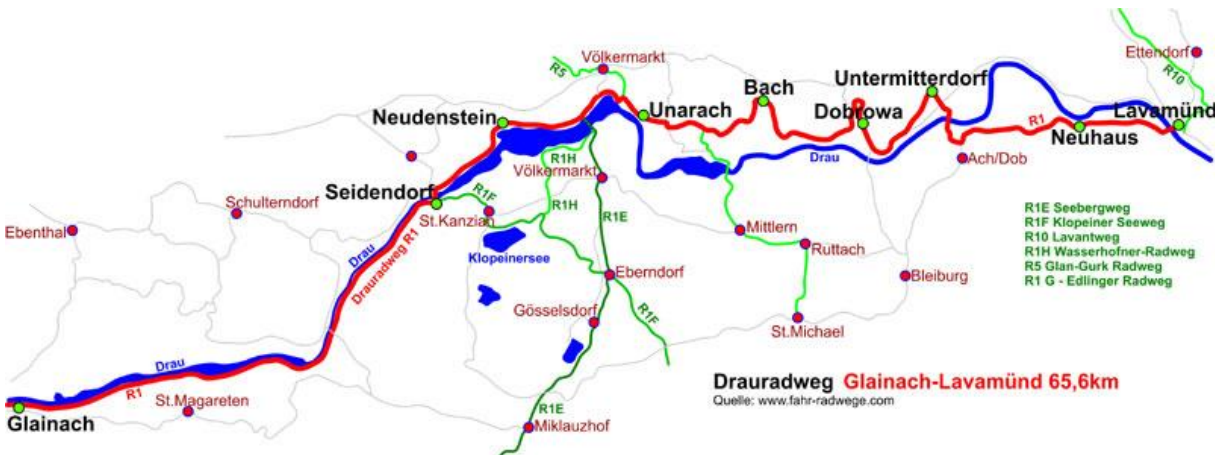 Völkermarkt
R5
Ettendorf
R10
Untermitterdorf
Bach
Neudenstein
Unarach
Dobrowa
Lavamünd
R1
Neuhaus
Drau
Ach/Dob
R1H
Völkermarkt
Seidendorf
R1F
Schulterndorf
St.Kanzian
R1H
R1E
Ebenthal
Mittlern
Ruttach
Drau
Drauradweg R1
Klopeinersee
Eberndorf
Bleiburg
R1E Seebergweg
R1F Klopeiner Seeweg
R10 Lavantweg
R1H Wasserhofner-Radweg
R5 Glan-Gurk Radweg
R1 G - Edlinger Radweg
Gösselsdorf
R1F
St.Michael
Drau
R1
St.Magareten
Glainach
R1E
Miklauzhof
Drauradweg Glainach-Lavamünd 65,6km
Quelle: www.fahr-radwege.com